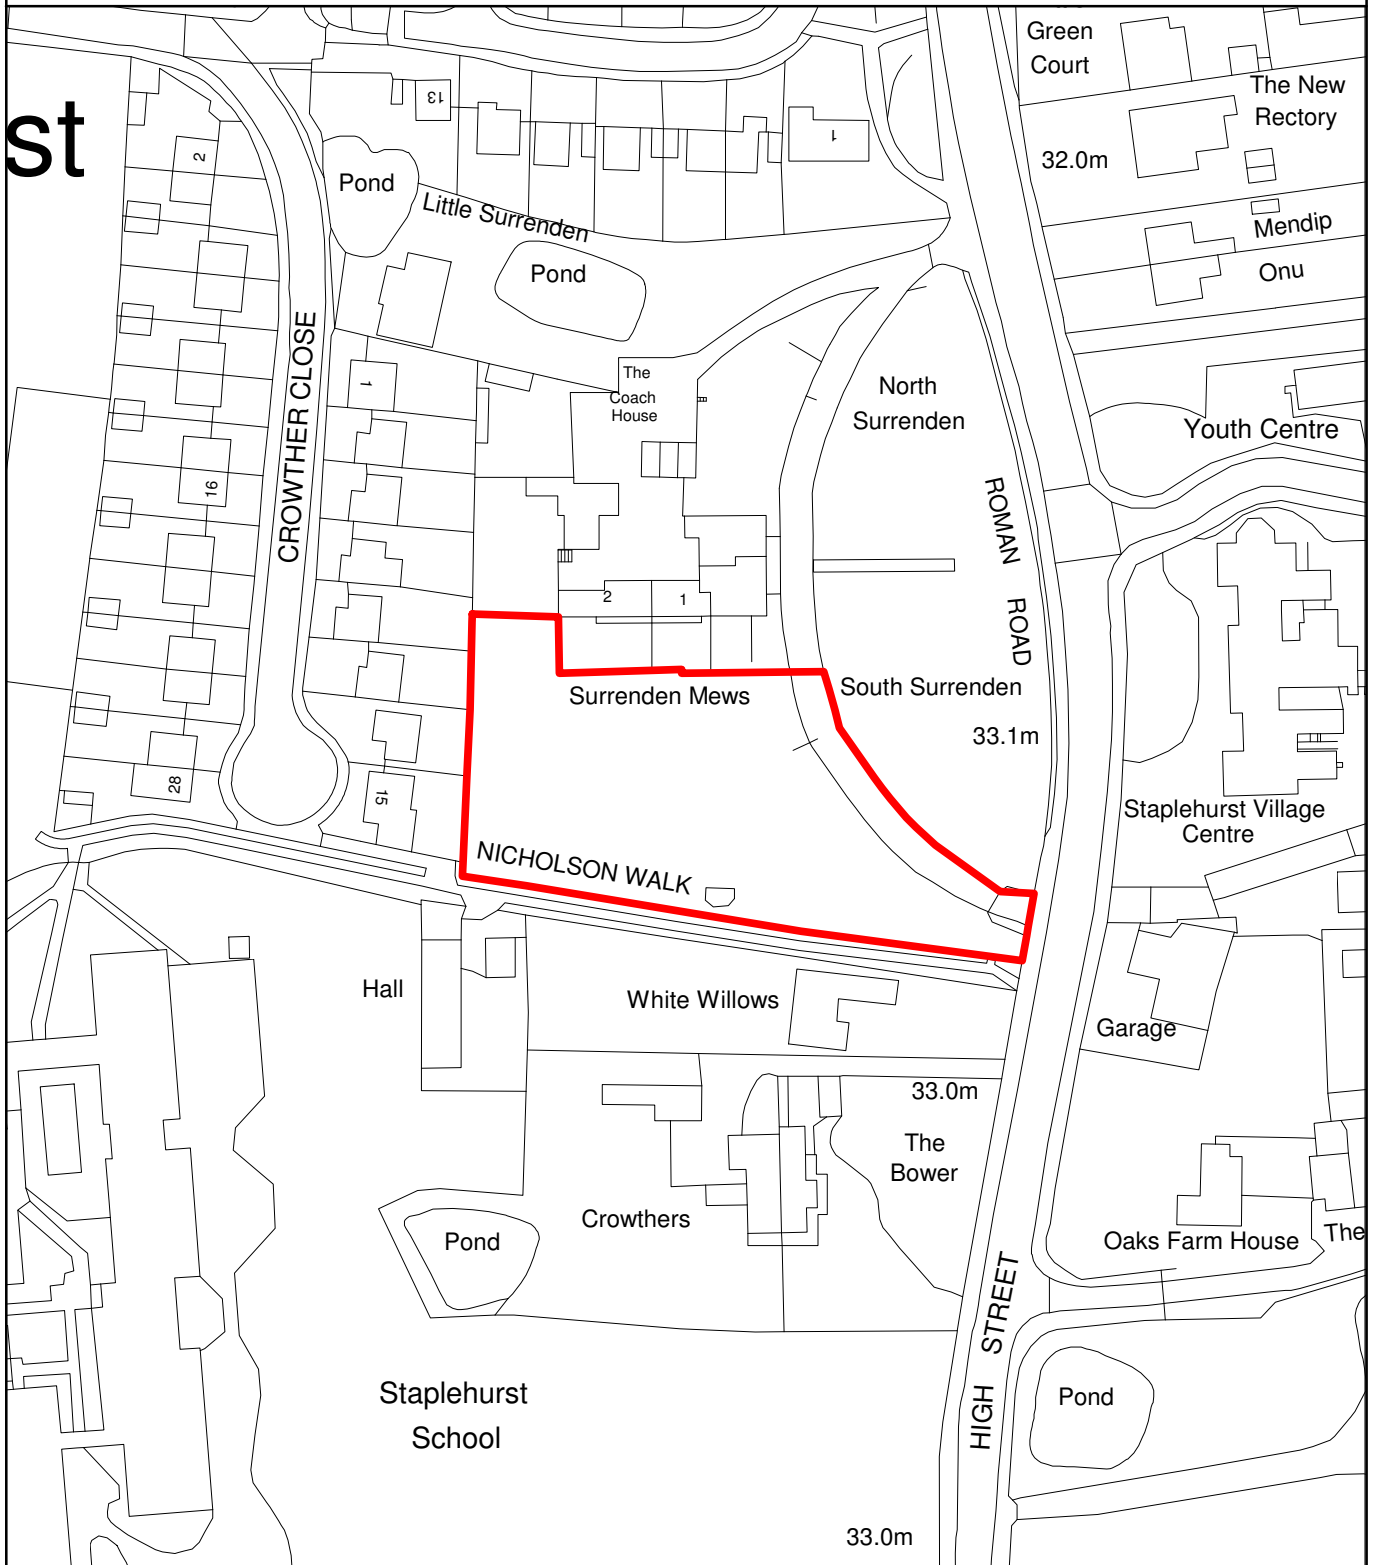 Green
Court
The New
Rectory
st
13
1
2
32.0m
Pond
Little Surrenden
Mendip
Pond
Onu
CROWTHER CLOSE
The
Coach
House
1
North
Surrenden
Youth Centre
16
ROMAN ROAD
2
1
Surrenden Mews
South Surrenden
33.1m
28
15
Staplehurst Village
Centre
NICHOLSON WALK
Hall
White Willows
Garage
33.0m
The
Bower
Crowthers
Pond
Oaks Farm House
The
HIGH STREET
Staplehurst
School
Pond
33.0m